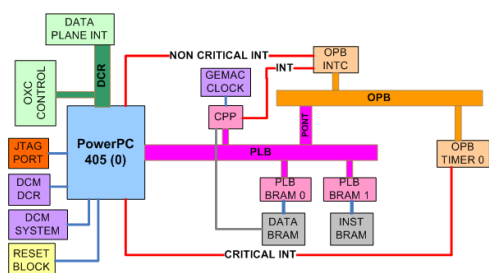 DATA
PLANE INT
OXC
CONTROL
DCR
NON CRITICAL INT
GEMAC
CLOCK
INT
OPB
INTC
CPP
OPB
PONT
JTAG
PORT
PowerPC
405 (0)
PLB
OPB
TIMER 0
DCM
DCR
PLB
BRAM 0
PLB
BRAM 1
DCM
SYSTEM
DATA
BRAM
INST
BRAM
RESET
BLOCK
CRITICAL INT